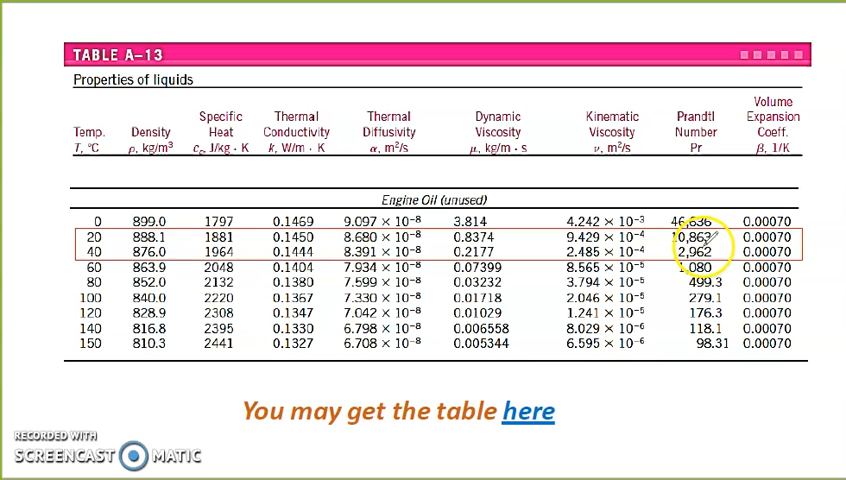 TABLE A–13
Properties of liquids
Volume
Specific Thermal Thermal Dynamic Kinematic Prandtl Expansion
Temp. Density Heat Conductivity Diffusivity Viscosity Viscosity Number Coeff.
T, °C ρ, kg/m³ J/kg · K k, W/m · K α, m²/s μ, kg/m · s ν, m²/s Pr β, 1/K
Engine Oil (unused)
0 899.0 1797 0.1469 9.097 × 10⁻⁸ 3.814 4.242 × 10⁻³ 46,636 0.00070
20 888.1 1881 0.1450 8.680 × 10⁻⁸ 0.8374 9.429 × 10⁻⁴ 10,863 0.00070
40 876.0 1964 0.1444 8.391 × 10⁻⁸ 0.2177 2.485 × 10⁻⁴ 2,962 0.00070
60 863.9 2048 0.1404 7.934 × 10⁻⁸ 0.07399 8.565 × 10⁻⁵ 1,080 0.00070
80 852.0 2132 0.1380 7.599 × 10⁻⁸ 0.03232 3.794 × 10⁻⁵ 499.3 0.00070
100 840.0 2220 0.1367 7.330 × 10⁻⁸ 0.01718 2.046 × 10⁻⁵ 279.1 0.00070
120 828.9 2308 0.1347 7.042 × 10⁻⁸ 0.01029 1.241 × 10⁻⁵ 176.3 0.00070
140 816.8 2395 0.1330 6.798 × 10⁻⁸ 0.006558 8.029 × 10⁻⁶ 118.1 0.00070
150 810.3 2441 0.1327 6.708 × 10⁻⁸ 0.005344 6.595 × 10⁻⁶ 98.31 0.00070
You may get the table here
RECORDED WITH
SCREENCAST MATIC